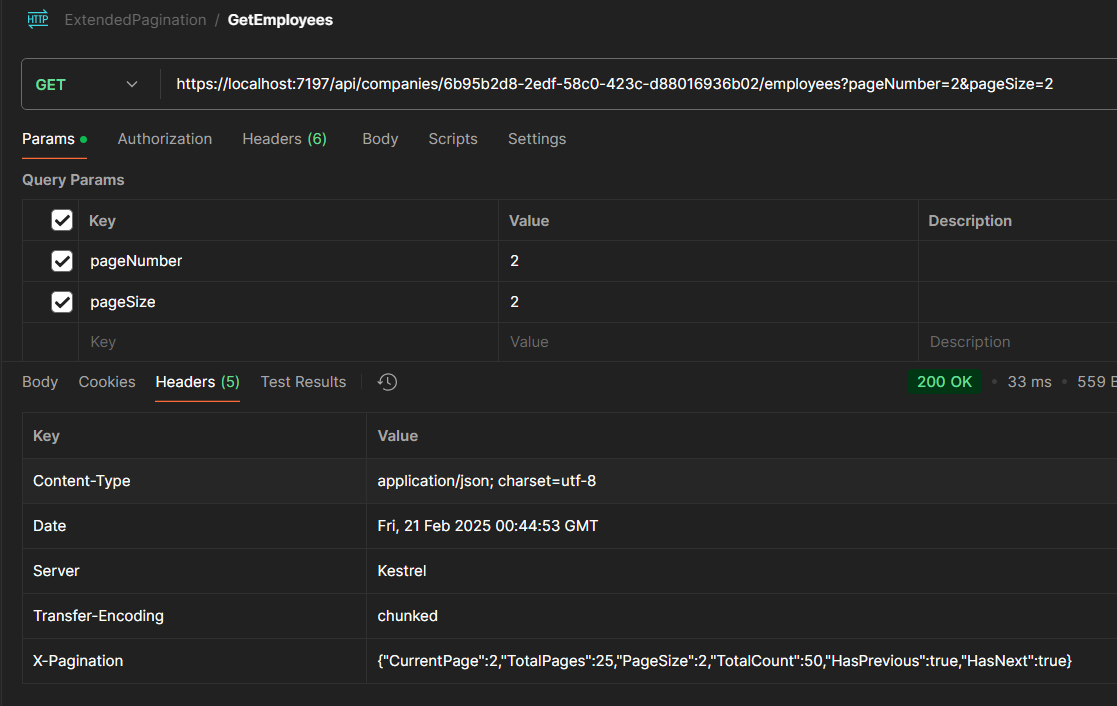 HTTP ExtendedPagination / GetEmployees
GET https://localhost:7197/api/companies/6b95b2d8-2edf-58c0-423c-d88016936b02/employees?pageNumber=2&pageSize=2
Params Authorization Headers (6) Body Scripts Settings
Query Params
Key Value Description
pageNumber 2
pageSize 2
Key Value Description
Body Cookies Headers (5) Test Results 200 OK • 33 ms • 559
Key Value
Content-Type application/json; charset=utf-8
Date Fri, 21 Feb 2025 00:44:53 GMT
Server Kestrel
Transfer-Encoding chunked
X-Pagination {"CurrentPage":2,"TotalPages":25,"PageSize":2,"TotalCount":50,"HasPrevious":true,"HasNext":true}